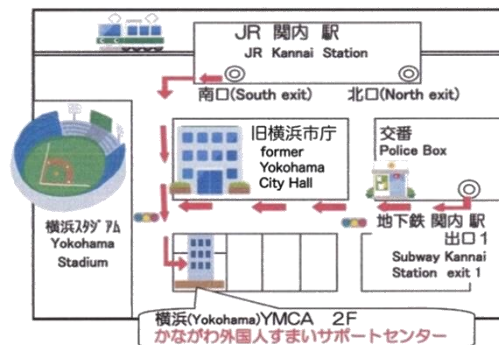 JR 関内 駅
JR Kannai Station
南口(South exit)
北口(North exit)
旧横浜市庁
former
Yokohama
City Hall
交番
Police Box
横浜ｽﾀｼﾞｱﾑ
Yokohama
Stadium
地下鉄 関内 駅
出口1
Subway Kannai
Station exit 1
横浜(Yokohama)YMCA 2F
かながわ外国人すまいサポートセンター